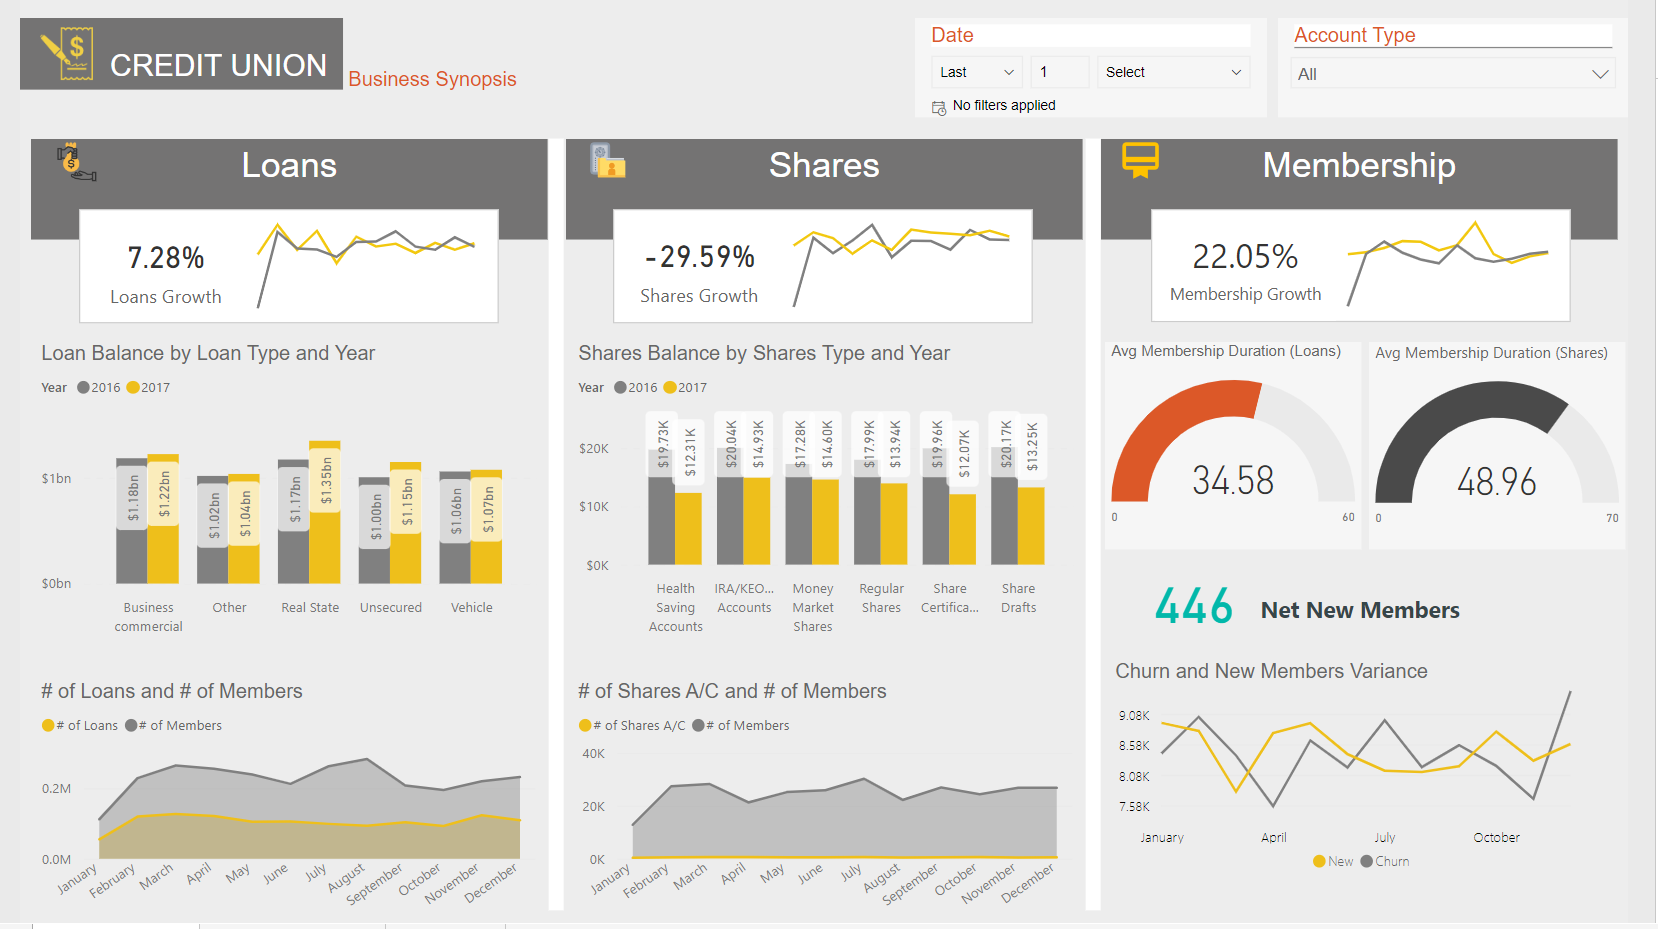 CREDIT UNION
Business Synopsis
Date
Last
1
Select
No filters applied
Account Type
All
Loans
7.28%
Loans Growth
Loan Balance by Loan Type and Year
Year 2016 2017
$1bn
$0bn
$1.18bn
$1.22bn
$1.02bn
$1.04bn
$1.17bn
$1.35bn
$1.00bn
$1.15bn
$1.06bn
$1.07bn
Business commercial
Other
Real State
Unsecured
Vehicle
# of Loans and # of Members
# of Loans # of Members
0.2M
0.0M
January
February
March
April
May
June
July
August
September
October
November
December
Shares
-29.59%
Shares Growth
Shares Balance by Shares Type and Year
Year 2016 2017
$20K
$10K
$0K
$19.73K
$12.31K
$20.04K
$14.93K
$17.28K
$14.60K
$17.99K
$13.94K
$19.96K
$12.07K
$20.17K
$13.25K
Health Saving Accounts
IRA/KEO... Accounts
Money Market Shares
Regular Shares
Share Certifica...
Share Drafts
# of Shares A/C and # of Members
# of Shares A/C # of Members
40K
20K
0K
January
February
March
April
May
June
July
August
September
October
November
December
Membership
22.05%
Membership Growth
Avg Membership Duration (Loans)
34.58
0
60
Avg Membership Duration (Shares)
48.96
0
70
446 Net New Members
Churn and New Members Variance
9.08K
8.58K
8.08K
7.58K
January
April
July
October
New Churn